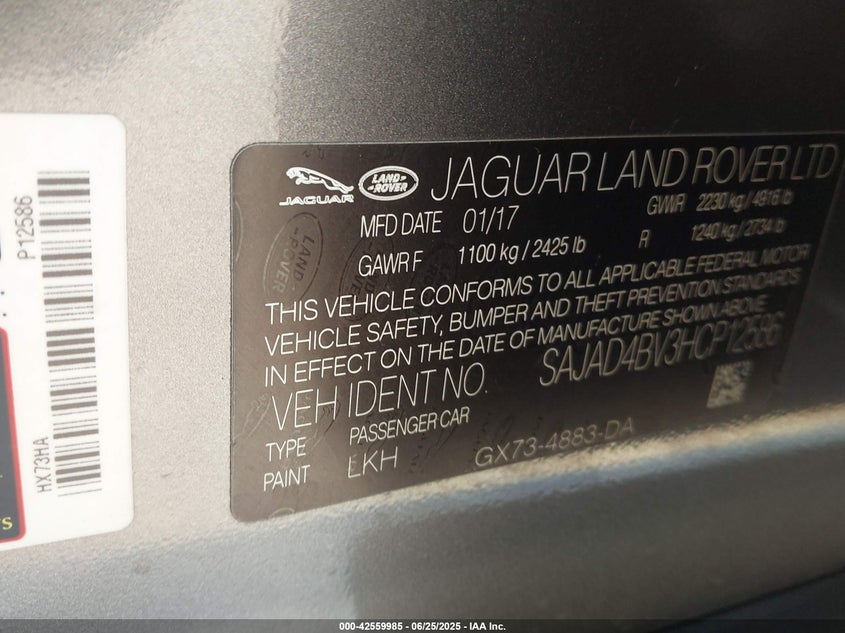 P12586
HX73HA
S
JAGUAR
LAND-
-ROVER
JAGUAR LAND ROVER LTD
MFD DATE 01/17 GWVR 2230 kg / 4916 lb
GAWR F 1100 kg / 2425 lb R 1240 kg / 2734 lb
THIS VEHICLE CONFORMS TO ALL APPLICABLE FEDERAL MOTOR
VEHICLE SAFETY, BUMPER AND THEFT PREVENTION STANDARDS
IN EFFECT ON THE DATE OF MANUFACTURE SHOWN ABOVE.
VEH IDENT NO. SAJAD4BV3HCP12586
TYPE PASSENGER CAR
PAINT LKH GX73-4883-DA
LAND
ROVER
000-42559985 - 06/25/2025 - IAA Inc.